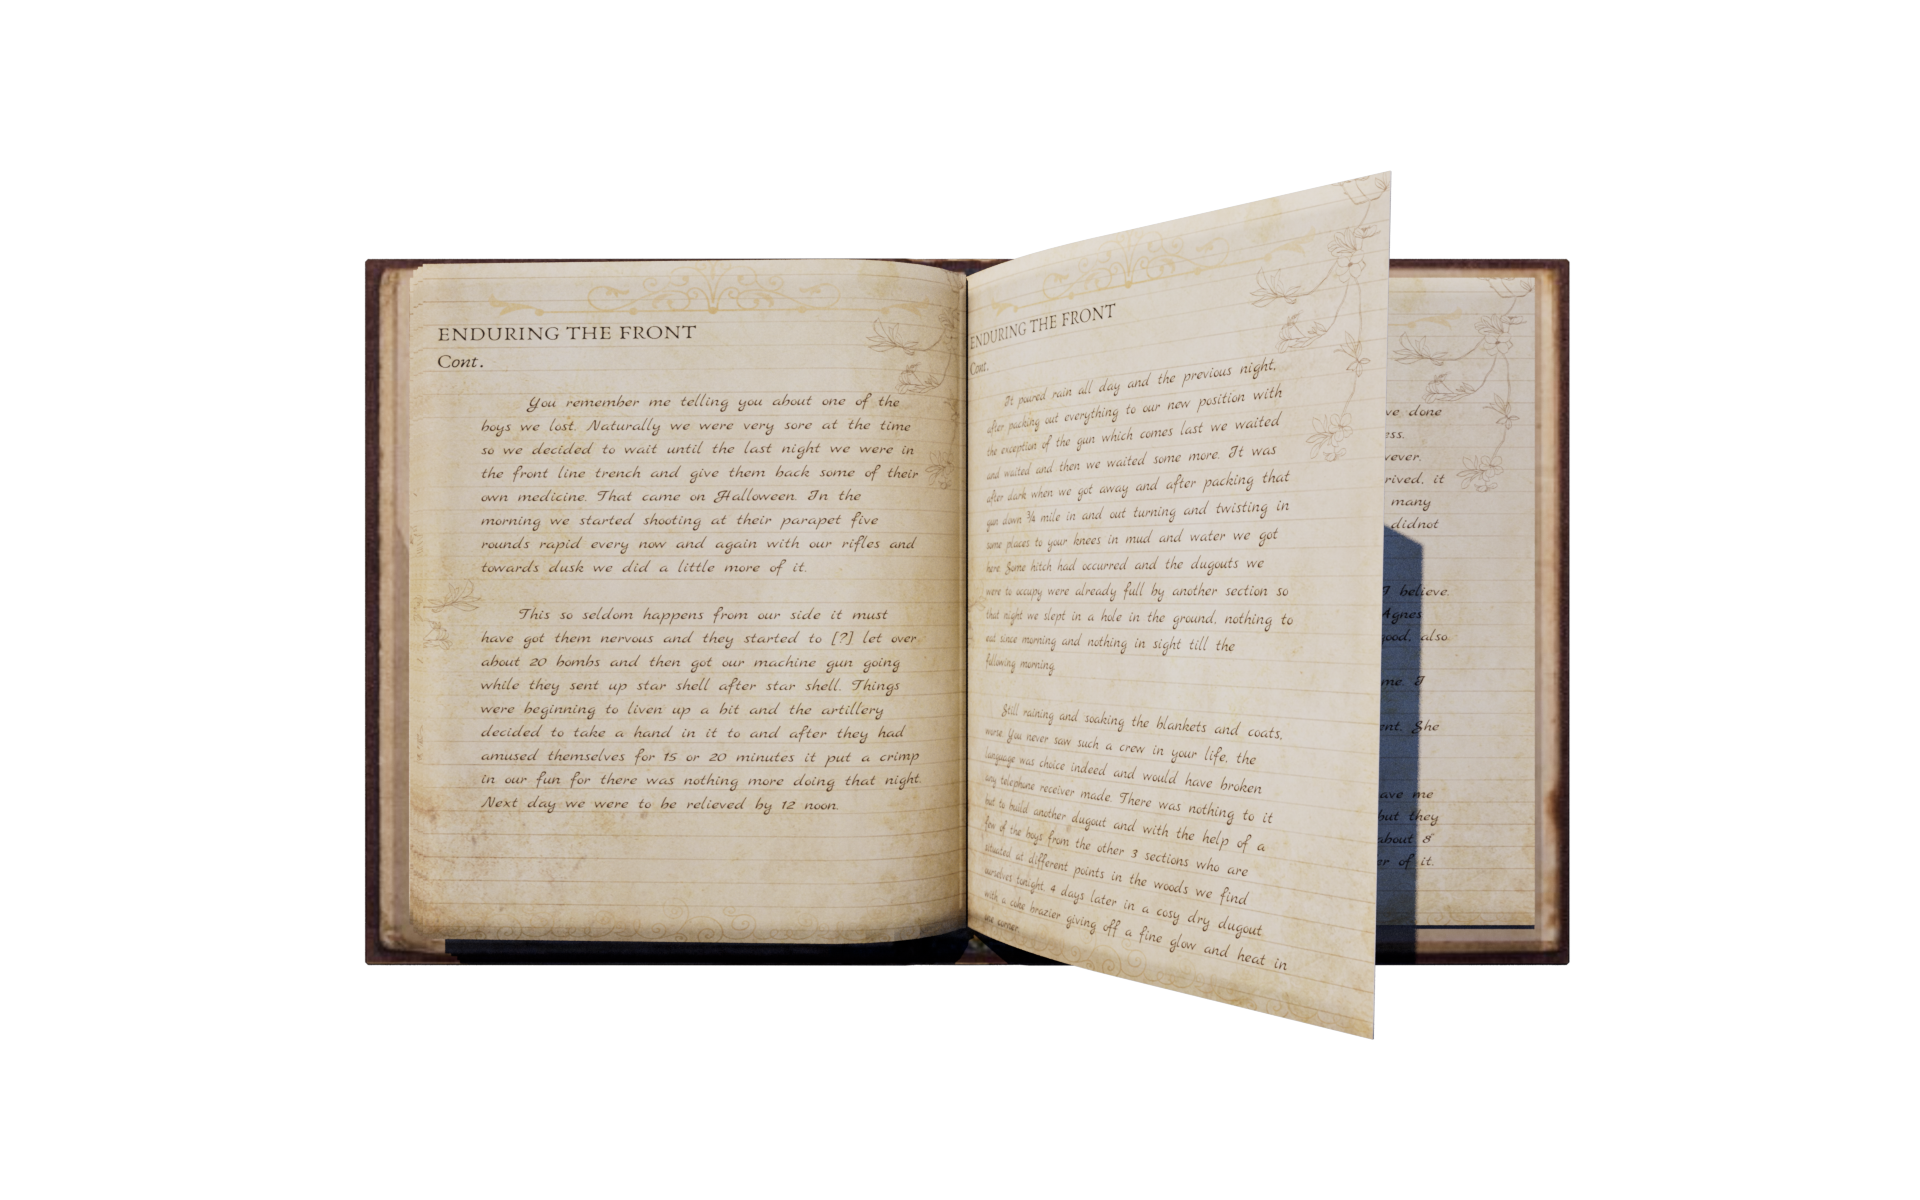 ENDURING THE FRONT
Cont.
You remember me telling you about one of the
boys we lost. Naturally we were very sore at the time
so we decided to wait until the last night we were in
the front line trench and give them back some of their
own medicine. That came on Halloween. In the
morning we started shooting at their parapet five
rounds rapid every now and again with our rifles and
towards dusk we did a little more of it.
This so seldom happens from our side it must
have got them nervous and they started to [?] let over
about 20 bombs and then got our machine gun going
while they sent up star shell after star shell. Things
were beginning to liven up a bit and the artillery
decided to take a hand in it to and after they had
amused themselves for 15 or 20 minutes it put a crimp
in our fun for there was nothing more doing that night.
Next day we were to be relieved by 12 noon.
ENDURING THE FRONT
Cont.
It poured rain all day and the previous night,
after packing out everything to our new position with
the exception of the gun which comes last we waited
and waited and then we waited some more. It was
after dark when we got away and after packing that
gun down ¾ mile in and out turning and twisting in
some places to your knees in mud and water we got
here. Some hitch had occurred and the dugouts we
were to occupy were already full by another section so
that night we slept in a hole in the ground, nothing to
eat since morning and nothing in sight till the
following morning.
Still raining and soaking the blankets and coats,
worse. You never saw such a crew in your life, the
language was choice indeed and would have broken
any telephone receiver made. There was nothing to it
but to build another dugout and with the help of a
few of the boys from the other 3 sections who are
situated at different points in the woods we find
ourselves tonight, 4 days later in a cosy dry dugout
with a coke brazier giving off a fine glow and heat in
one corner.
done
many
didnot
I believe.
Agnes
good, also
me. I
She
me
but they
about 8
of it.